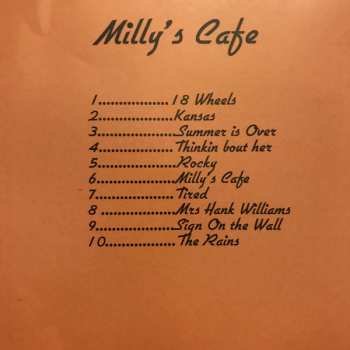 Milly's Cafe
1.................. 18 Wheels
2..................Kansas
3...................Summer is Over
4..................Thinkin bout her
5...................Rocky
6...................Milly's Cafe
7...................Tired
8 .................Mrs Hank Williams
9...................Sign On the Wall
10................. The Rains